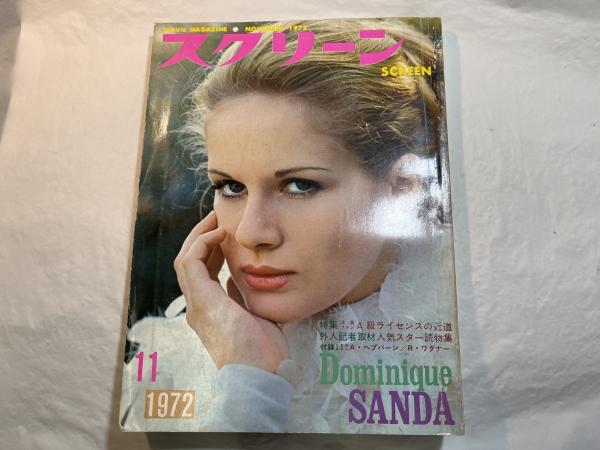 MOVIE MAGAZINE ● NOVEMBER 1972
スクリーン
SCREEN
特集 A級ライセンスの近道
外人記者取材人気スター読物集
付録 A・ヘプバーン/R・ワグナー
11
1972
Dominique
SANDA